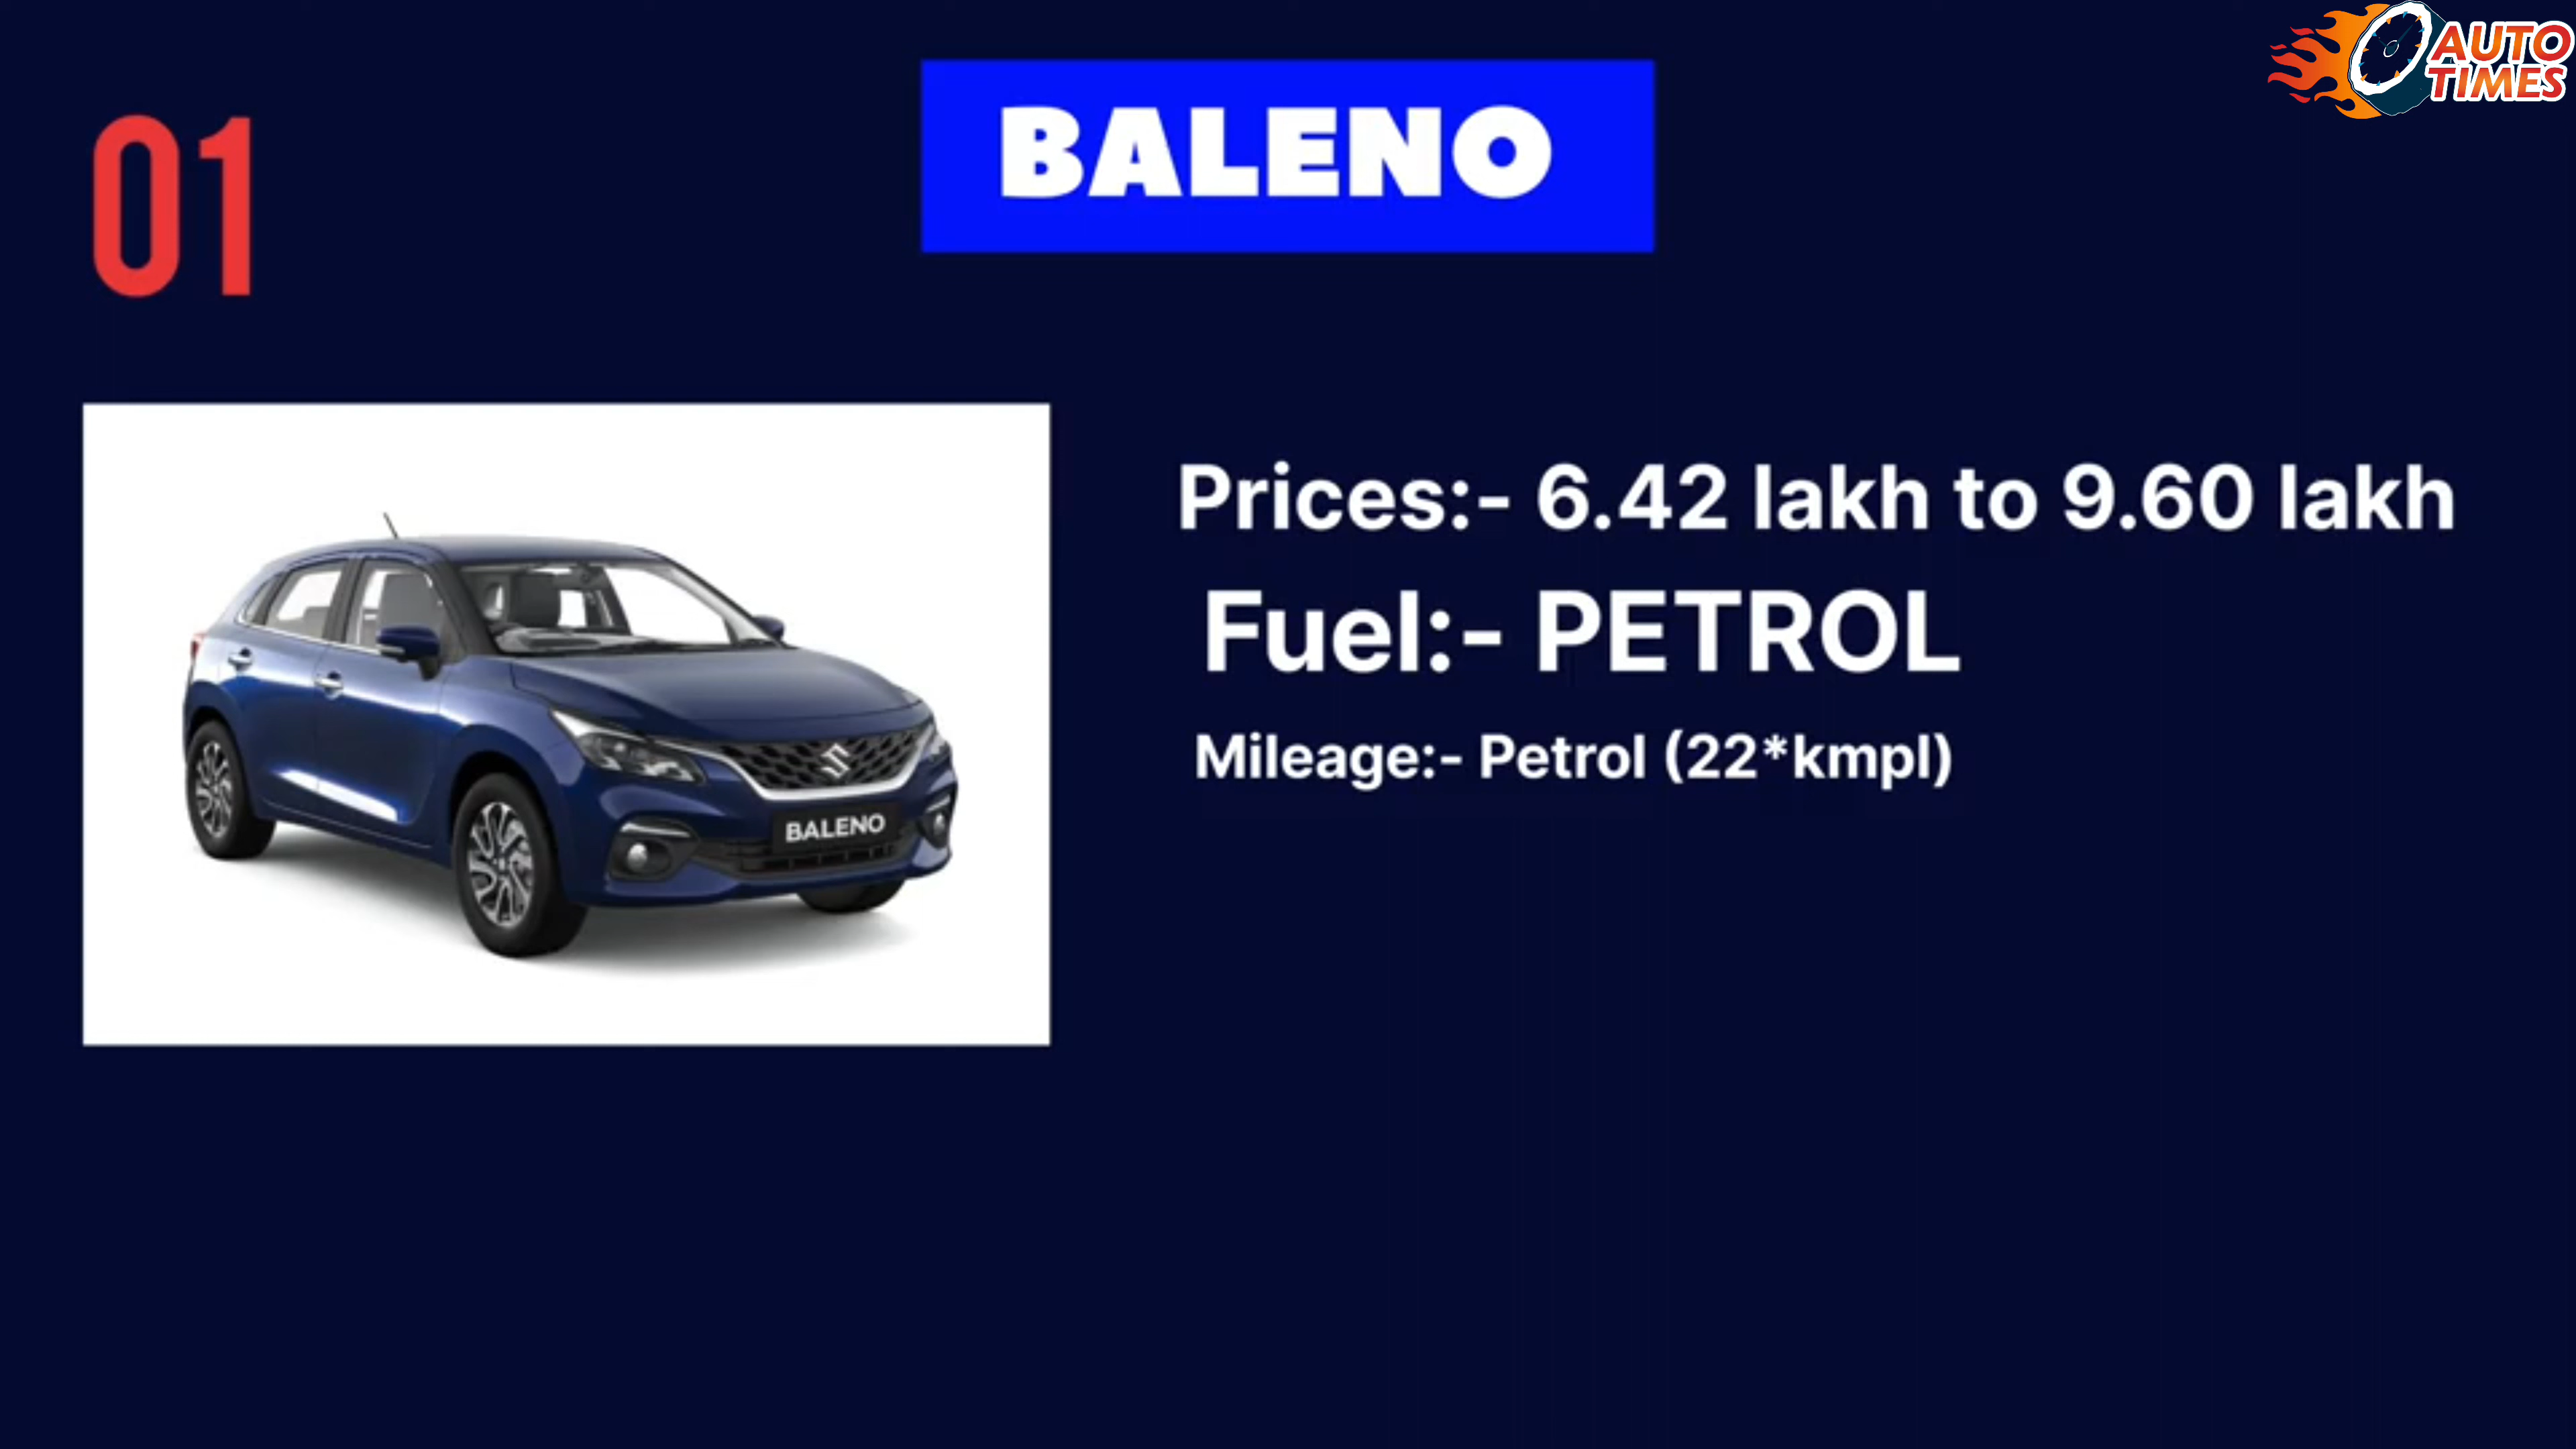 AUTO
TIMES
01
BALENO
Prices:- 6.42 lakh to 9.60 lakh
Fuel:- PETROL
Mileage:- Petrol (22*kmpl)
BALENO